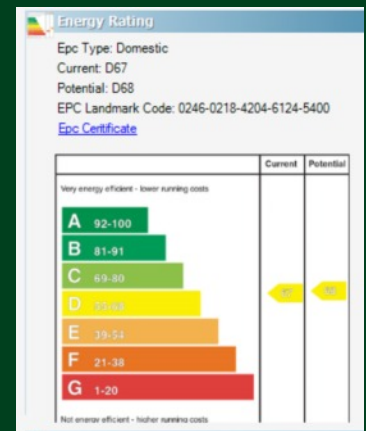 Energy Rating
Epc Type: Domestic
Current: D67
Potential: D68
EPC Landmark Code: 0246-0218-4204-6124-5400
Epc Certificate
Current Potential
Very energy efficient - lower running costs
A 92-100
B 81-91
C 69-80
D 55-68
E 39-54
F 21-38
G 1-20
Not energy efficient - higher running costs